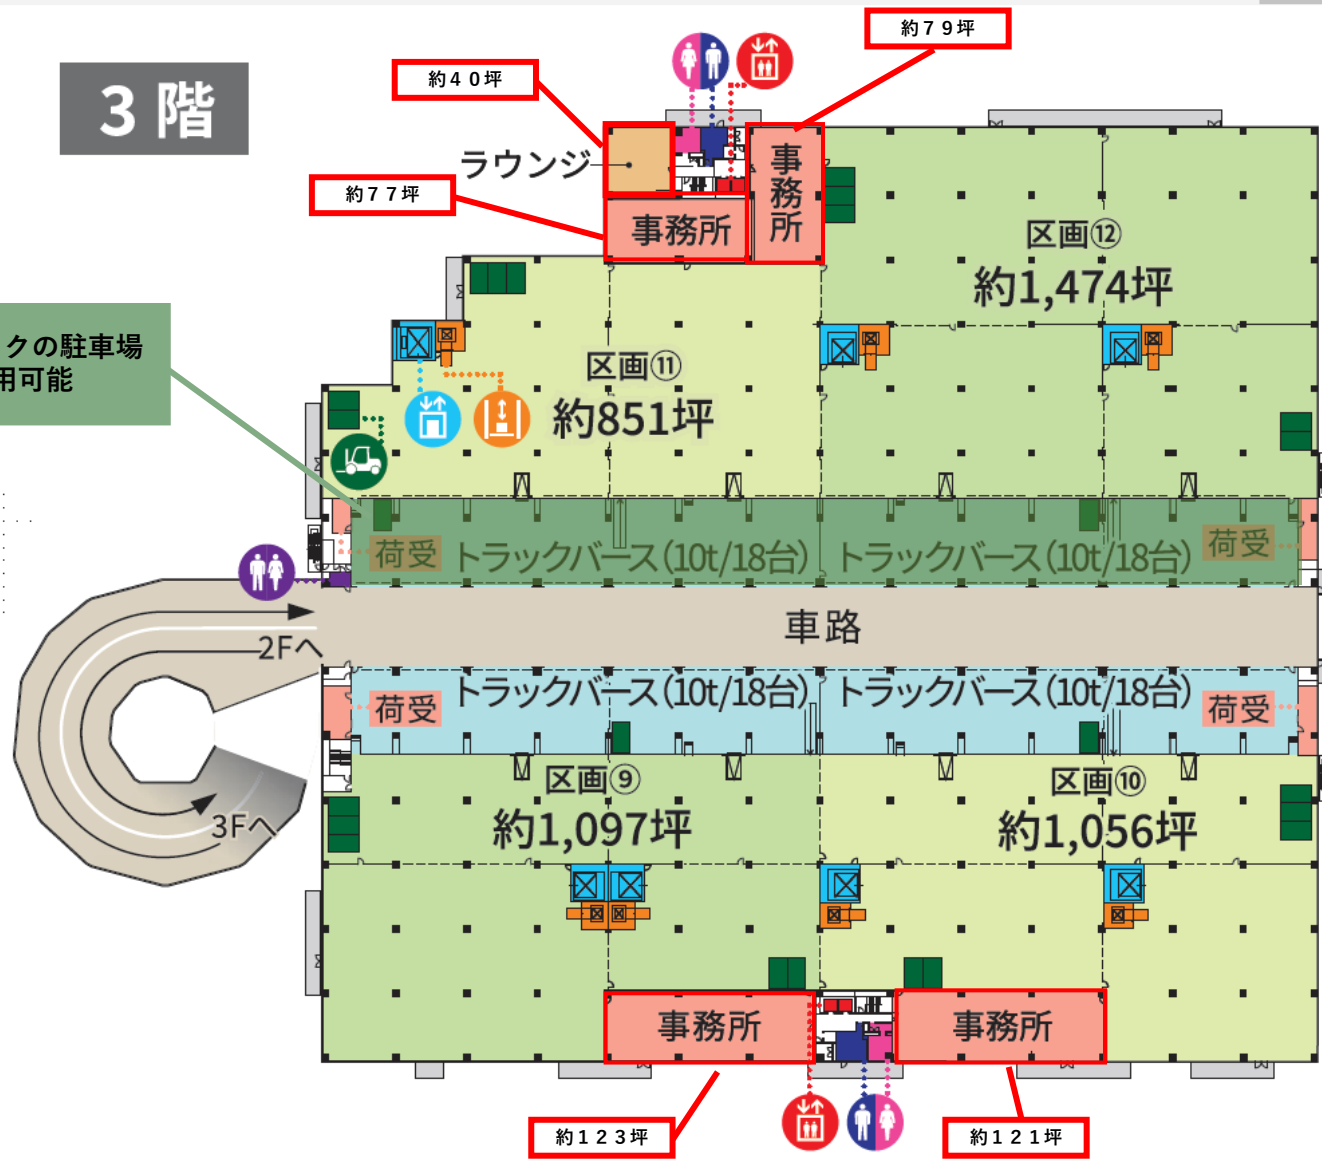 3階
約79坪
約40坪
ラウンジ
約77坪
事務所
事務所
区画⑫
約1,474坪
クの駐車場
用可能
区画⑪
約851坪
荷受
トラックバース(10t/18台)
トラックバース(10t/18台)
荷受
車路
2Fへ
荷受
トラックバース(10t/18台)
トラックバース(10t/18台)
荷受
3Fへ
区画⑨
約1,097坪
区画⑩
約1,056坪
事務所
事務所
約123坪
約121坪